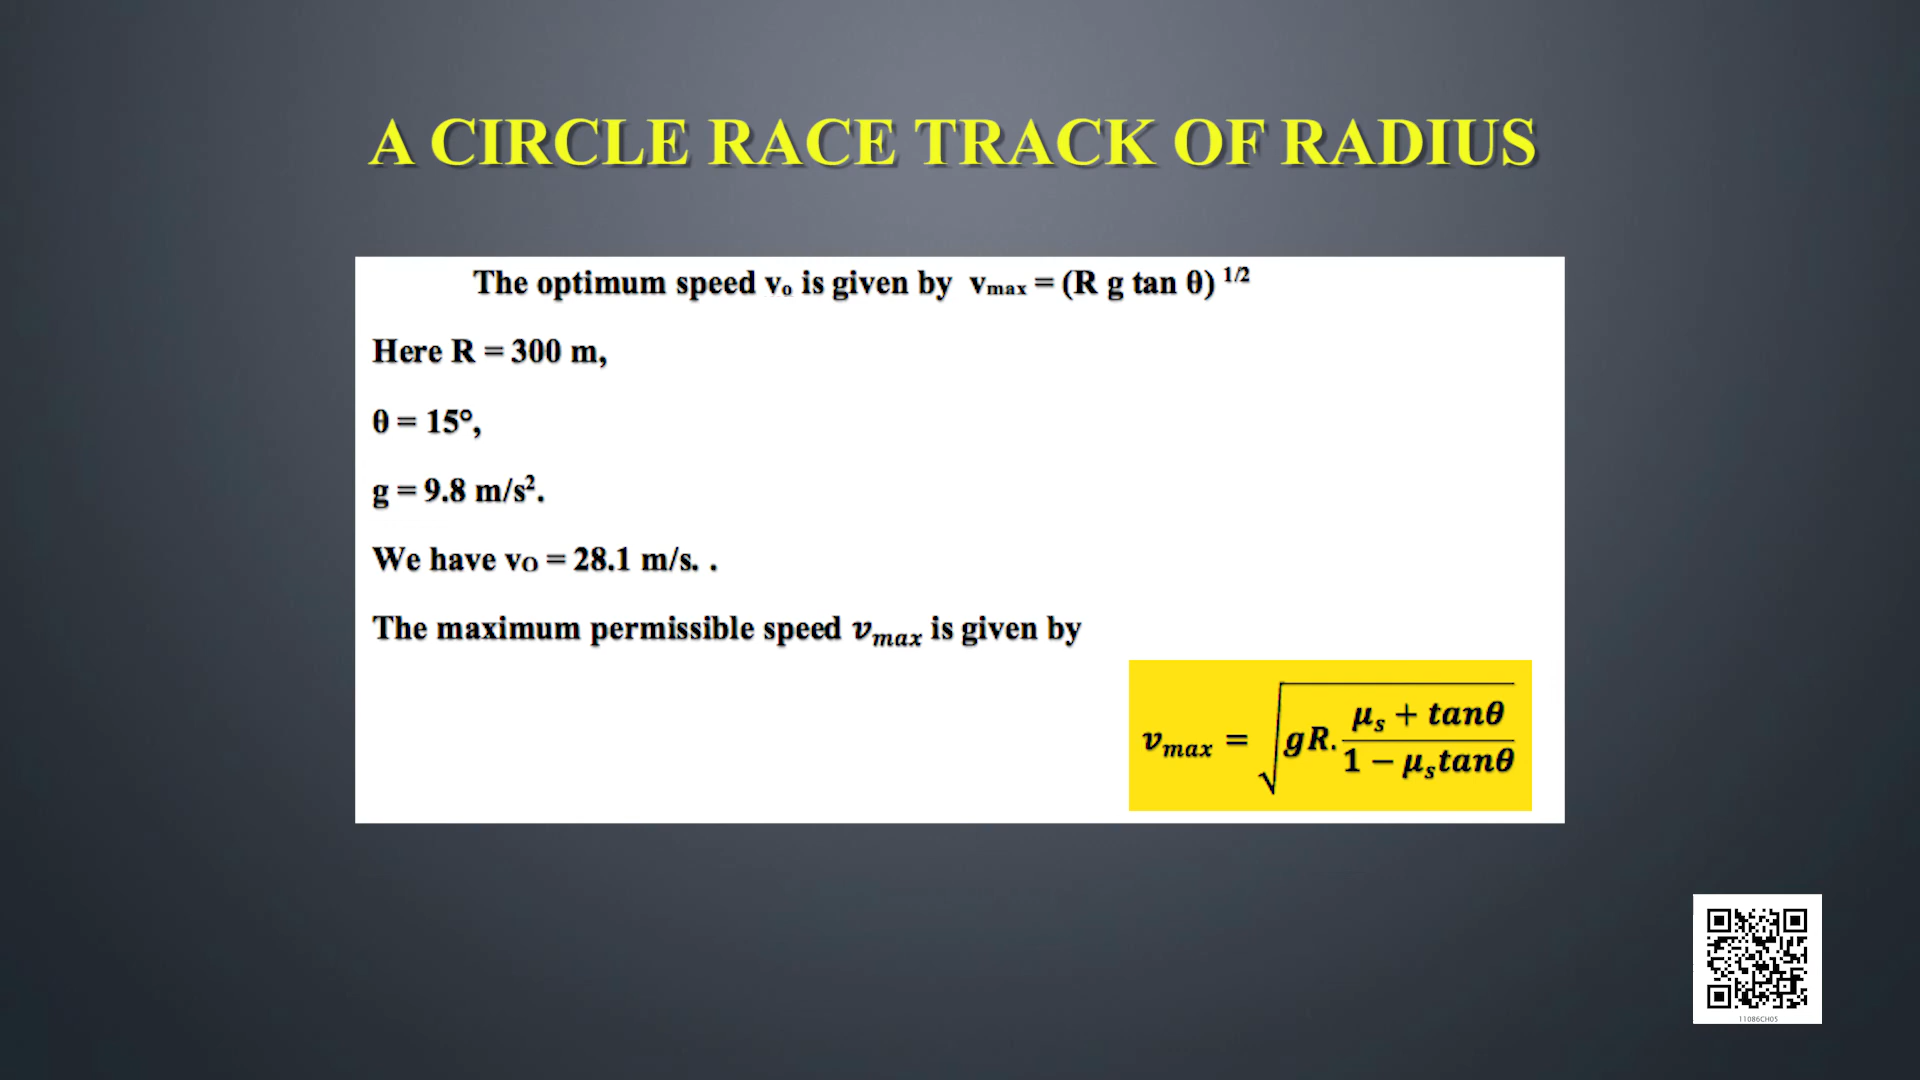 A CIRCLE RACE TRACK OF RADIUS
The optimum speed vₒ is given by vmax = (R g tan θ) 1/2
Here R = 300 m,
θ = 15°,
g = 9.8 m/s².
We have vO = 28.1 m/s. .
The maximum permissible speed vmax is given by
vmax = √(gR. (μs + tanθ)/(1 − μstanθ))
11086CH05